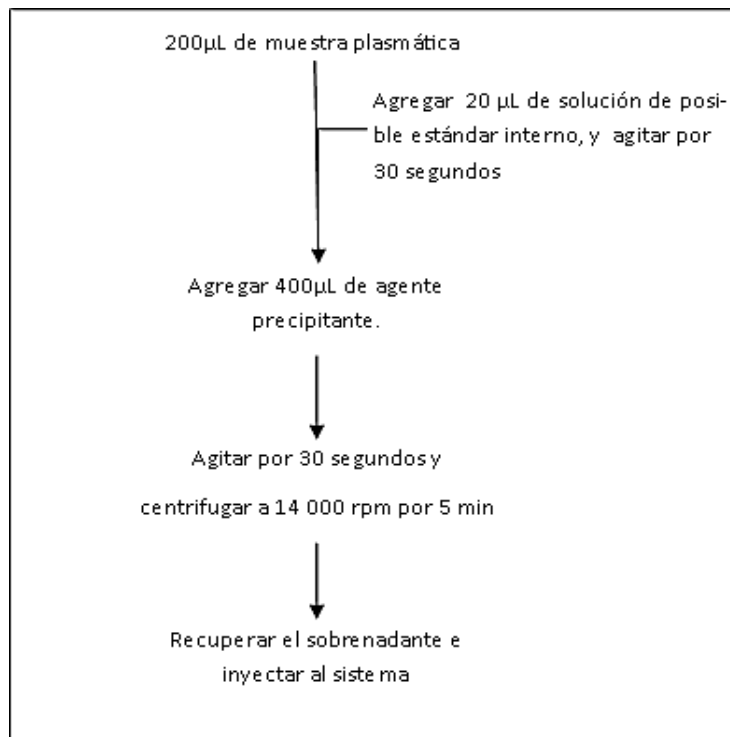 200µL de muestra plasmática
Agregar 20 µL de solución de posi-
ble estándar interno, y agitar por
30 segundos
Agregar 400µL de agente
precipitante.
Agitar por 30 segundos y
centrifugar a 14 000 rpm por 5 min
Recuperar el sobrenadante e
inyectar al sistema